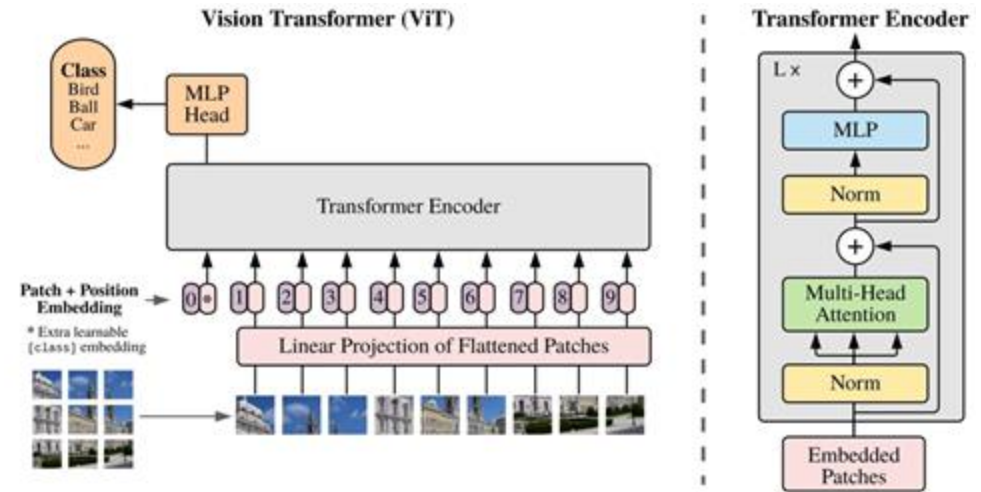 Vision Transformer (ViT)
Class
Bird
Ball
Car
...
MLP
Head
Transformer Encoder
Patch + Position
Embedding
* Extra learnable
[class] embedding
0 * 1 2 3 4 5 6 7 8 9
Linear Projection of Flattened Patches
Transformer Encoder
L ×
+
MLP
Norm
+
Multi-Head
Attention
Norm
Embedded
Patches